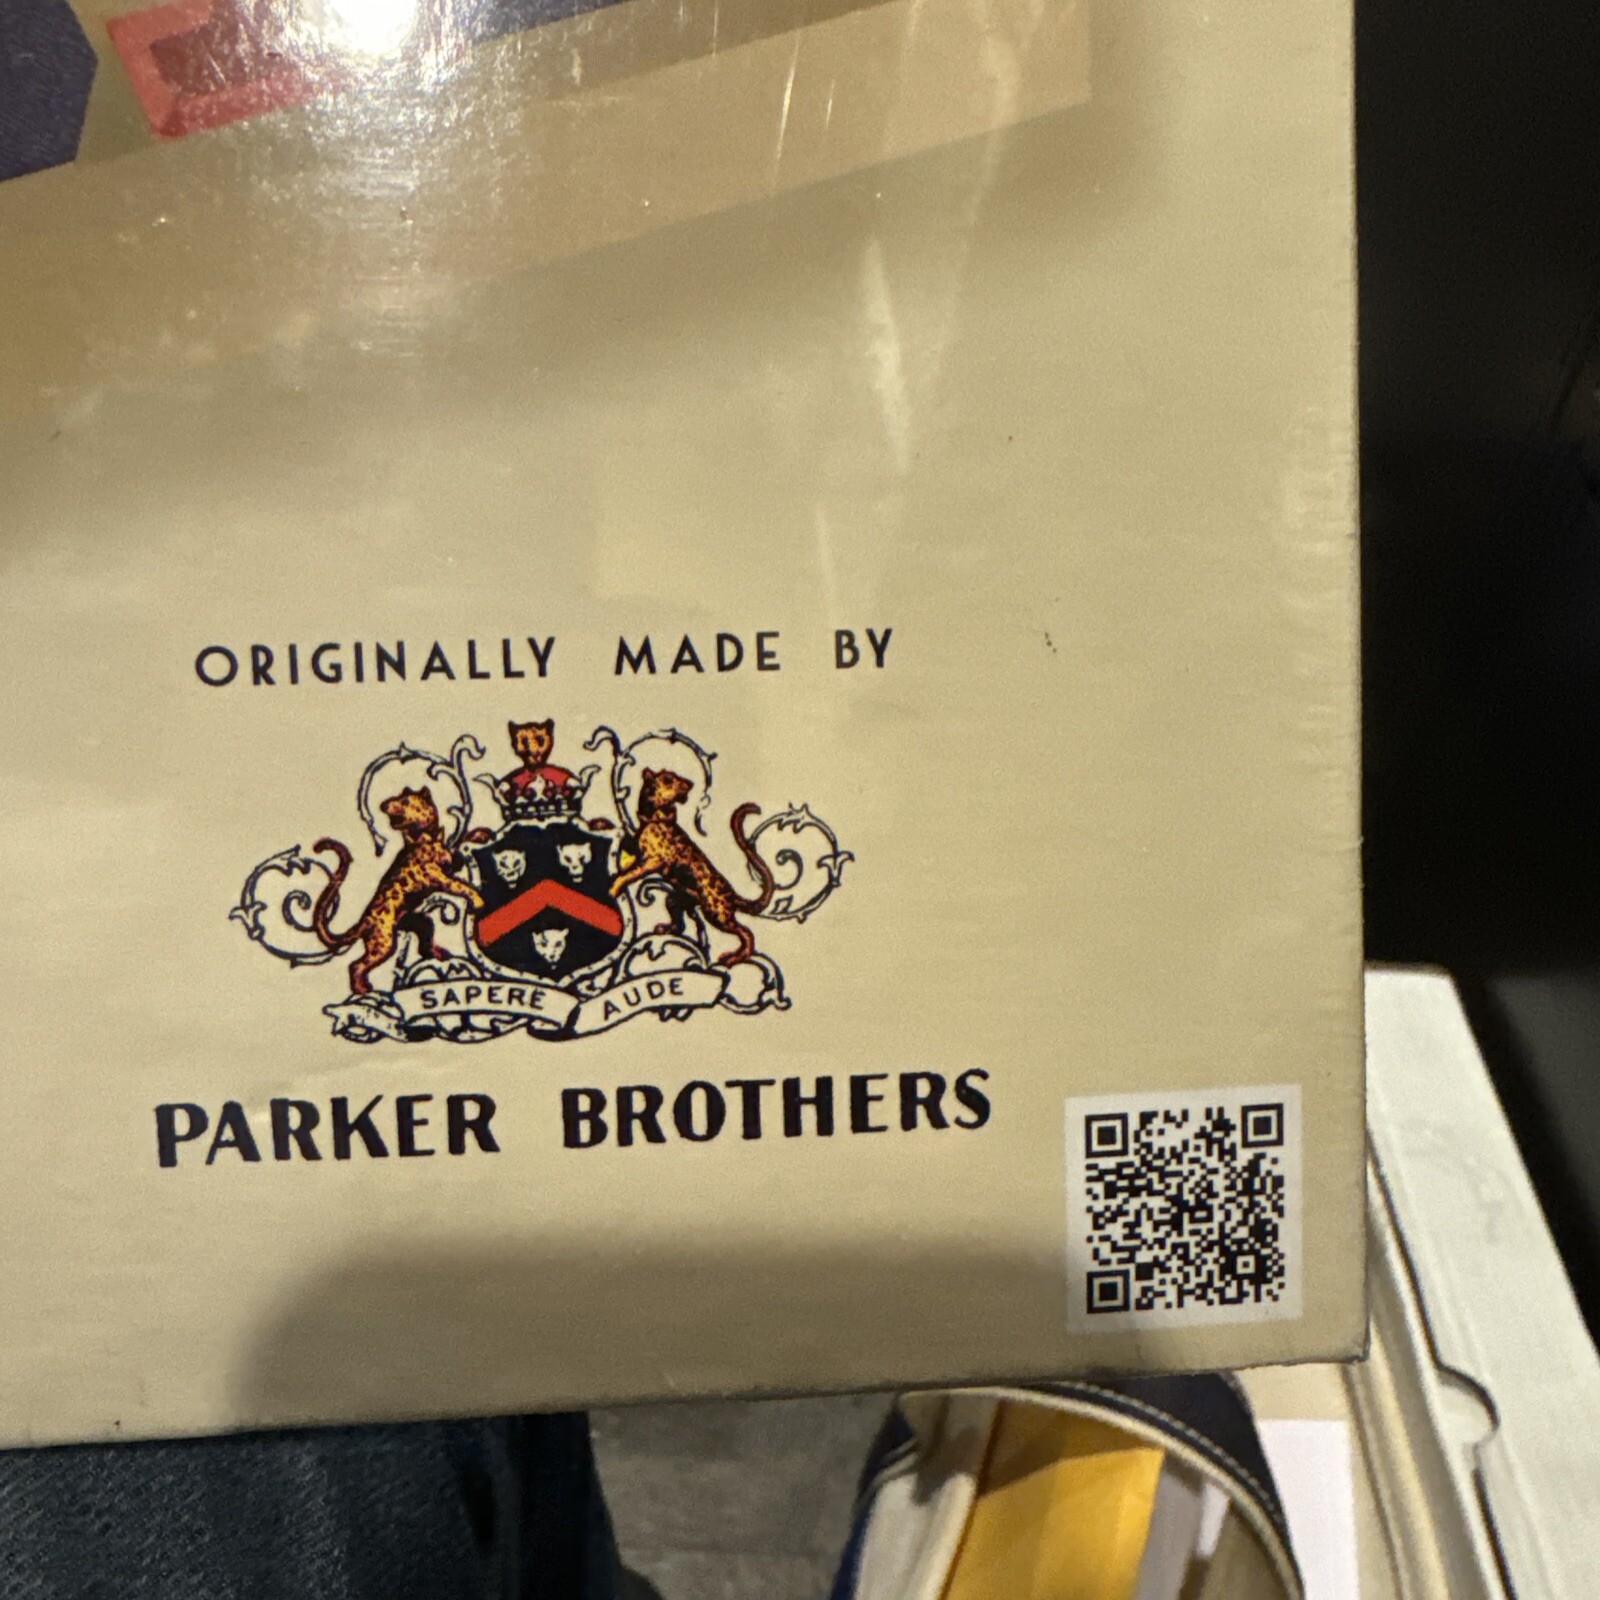 ORIGINALLY MADE BY
SAPERE AUDE
PARKER BROTHERS